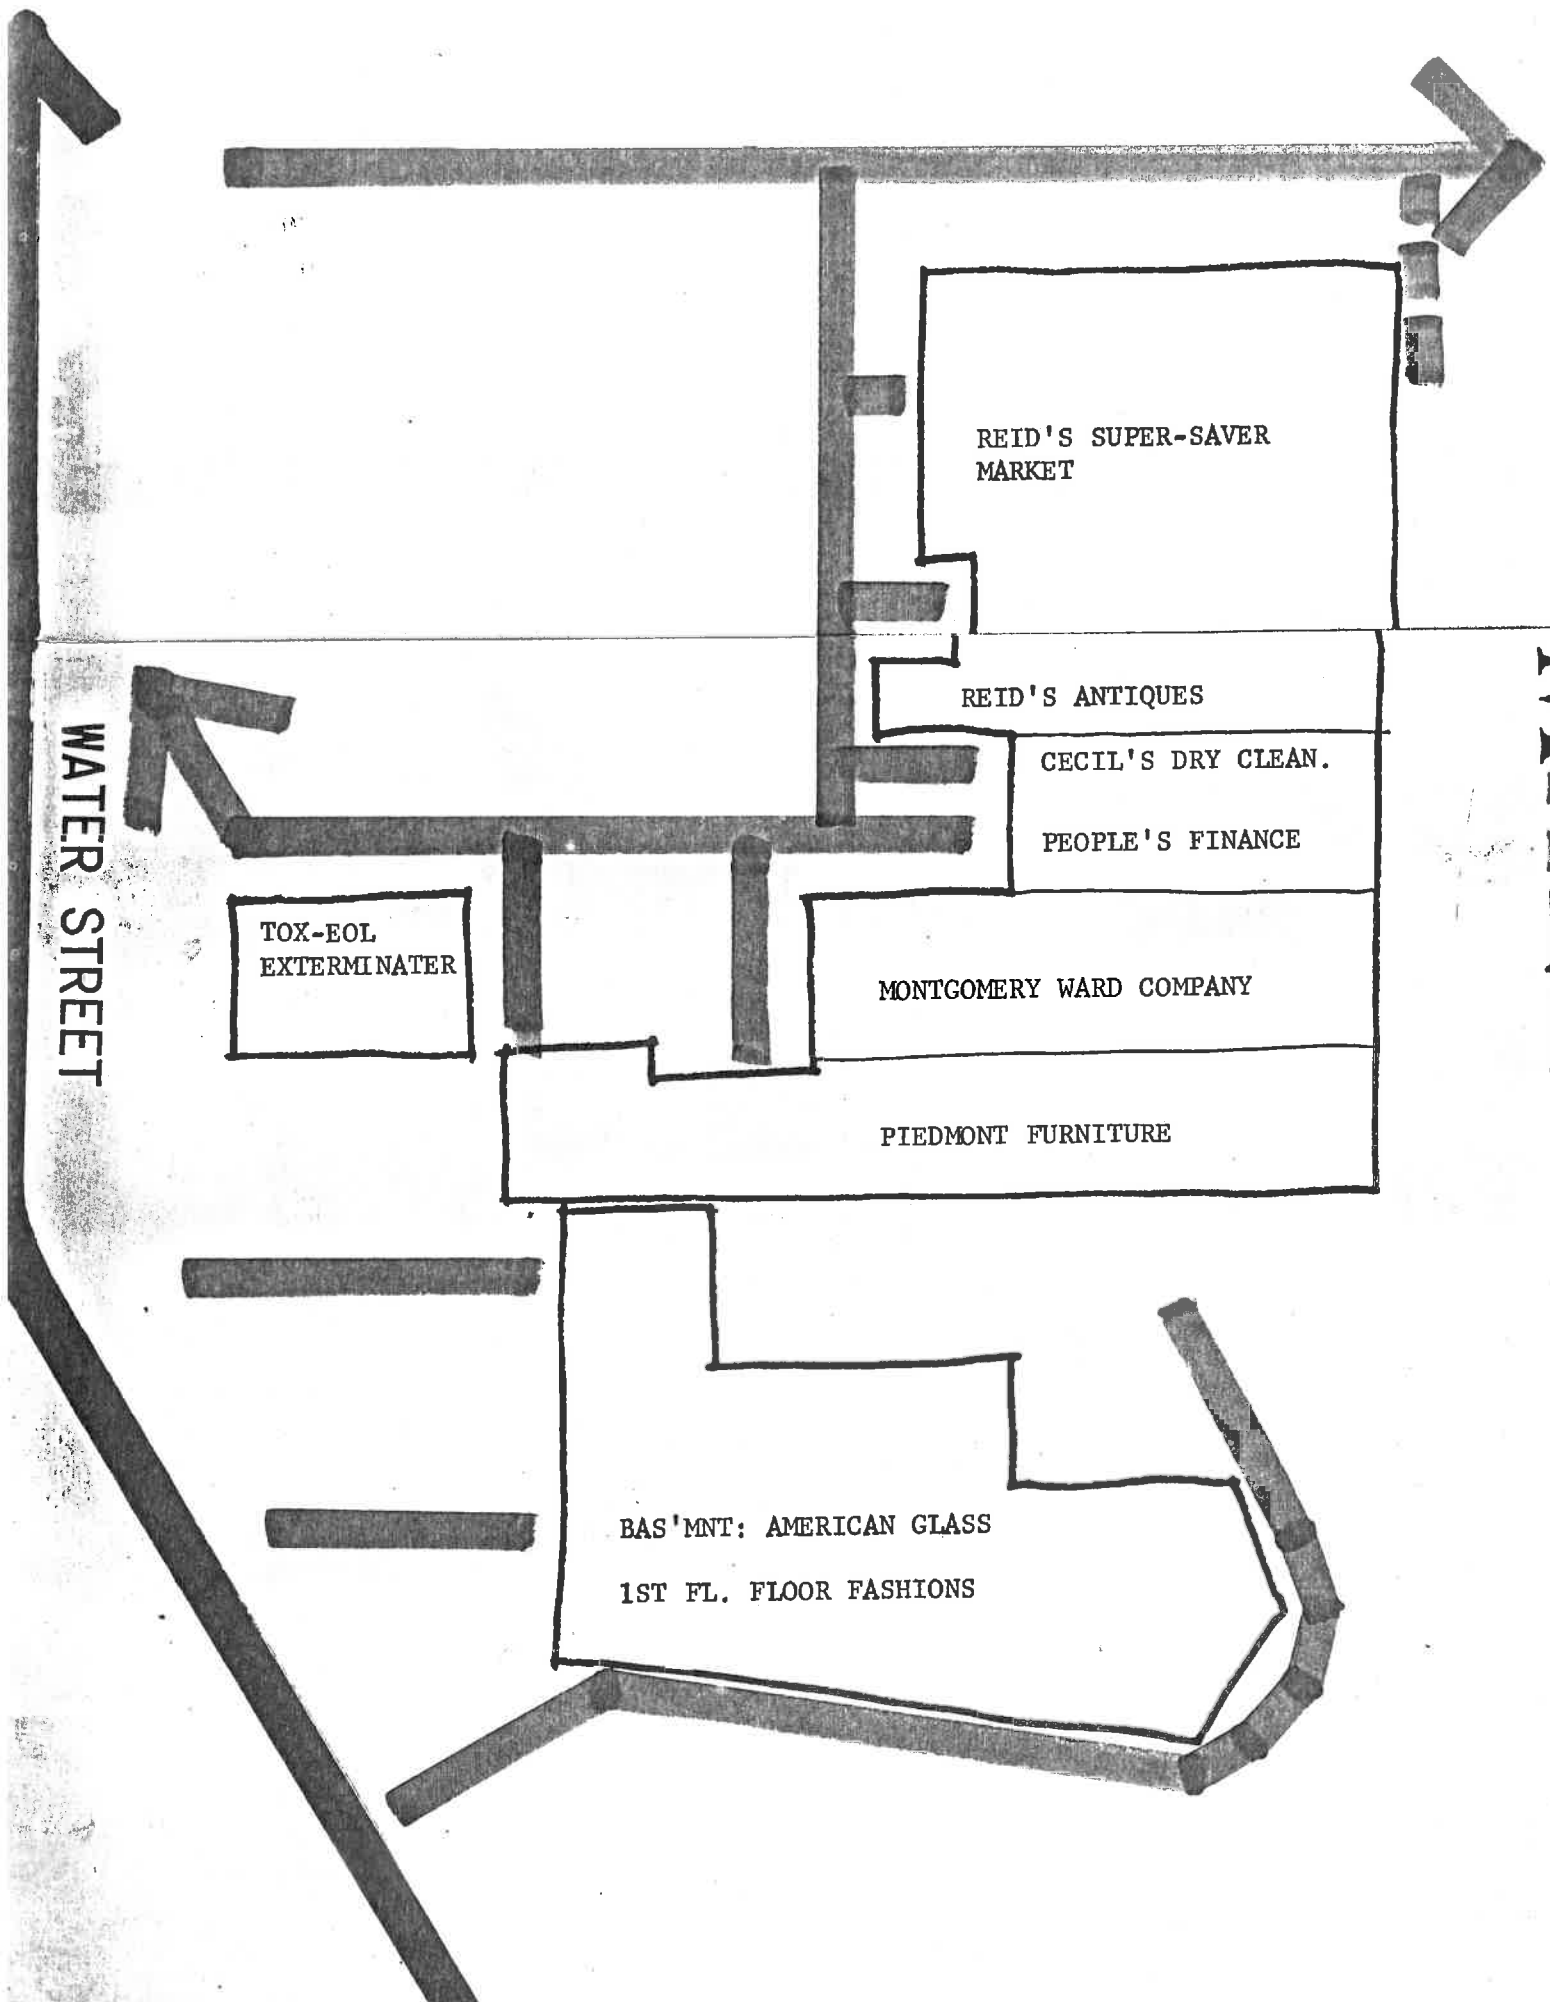 REID'S SUPER-SAVER
MARKET
REID'S ANTIQUES
CECIL'S DRY CLEAN.
PEOPLE'S FINANCE
WATER STREET
TOX-EOL
EXTERMINATER
MONTGOMERY WARD COMPANY
PIEDMONT FURNITURE
BAS'MNT: AMERICAN GLASS
1ST FL. FLOOR FASHIONS